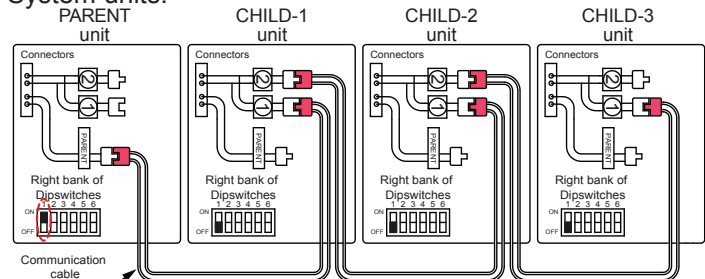 System units.
PARENT unit
CHILD-1 unit
CHILD-2 unit
CHILD-3 unit
Connectors
2
1
PARENT
Right bank of
Dipswitches
1 2 3 4 5 6
ON
OFF
Connectors
2
1
PARENT
Right bank of
Dipswitches
1 2 3 4 5 6
ON
OFF
Connectors
2
1
PARENT
Right bank of
Dipswitches
1 2 3 4 5 6
ON
OFF
Connectors
2
1
PARENT
Right bank of
Dipswitches
1 2 3 4 5 6
ON
OFF
Communication
cable